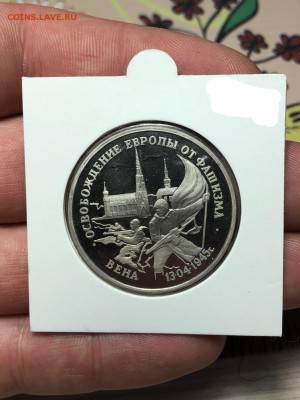 COINS.LAVE.RU
ОСВОБОЖДЕНИЕ ЕВРОПЫ ОТ ФАШИЗМА
ВЕНА
13·04·1945г.